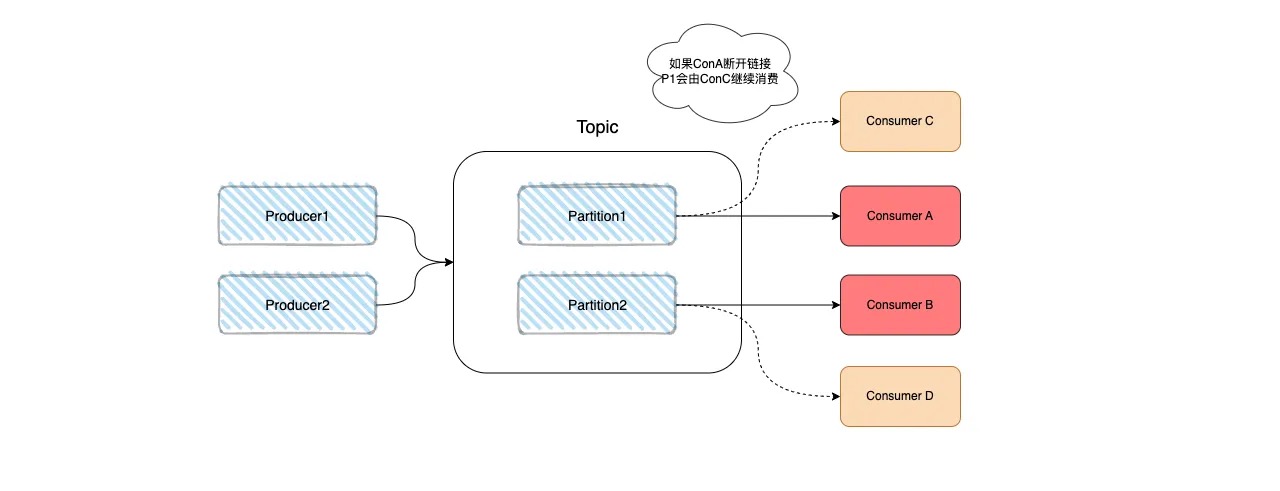 如果ConA断开链接
P1会由ConC继续消费
Topic
Consumer C
Producer1
Partition1
Consumer A
Producer2
Partition2
Consumer B
Consumer D